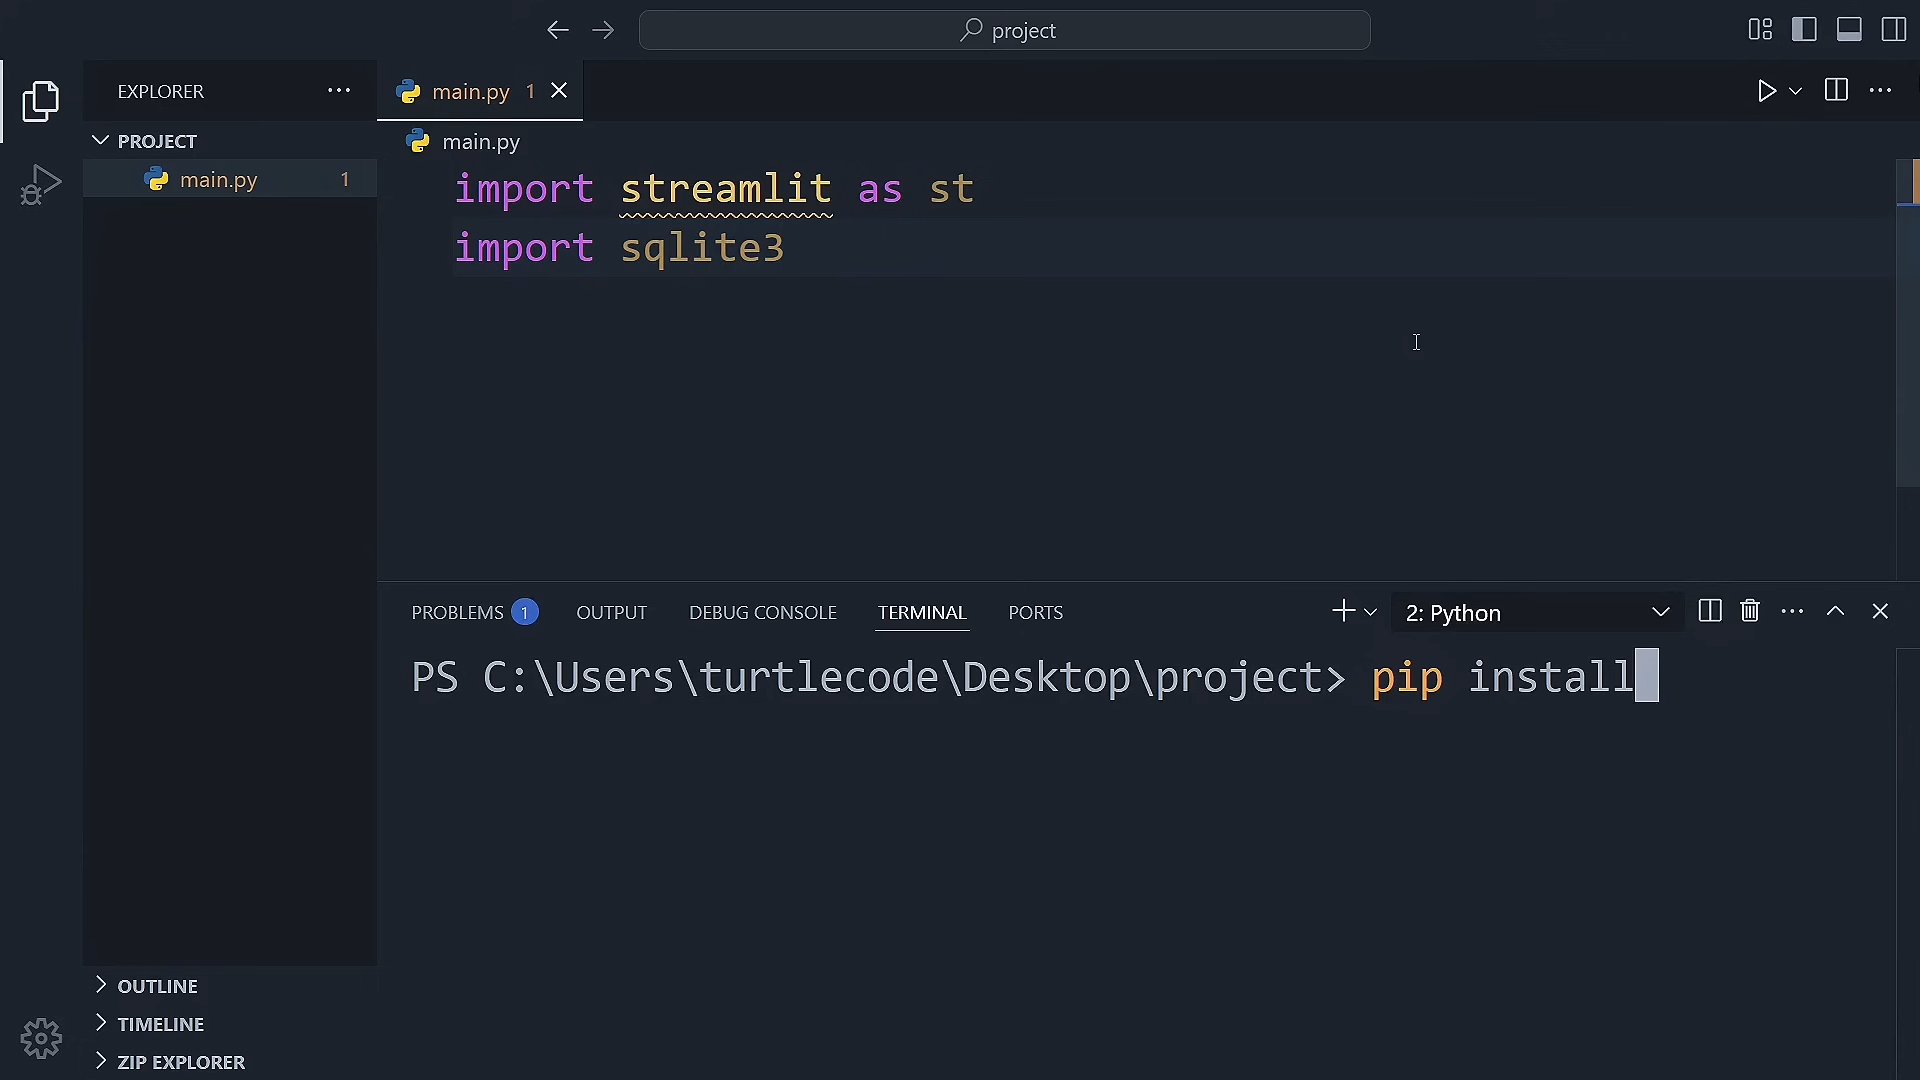 project
EXPLORER
main.py 1
PROJECT
main.py
main.py 1
import streamlit as st
import sqlite3
PROBLEMS 1 OUTPUT DEBUG CONSOLE TERMINAL PORTS 2: Python
PS C:\Users\turtlecode\Desktop\project> pip install
OUTLINE
TIMELINE
ZIP EXPLORER